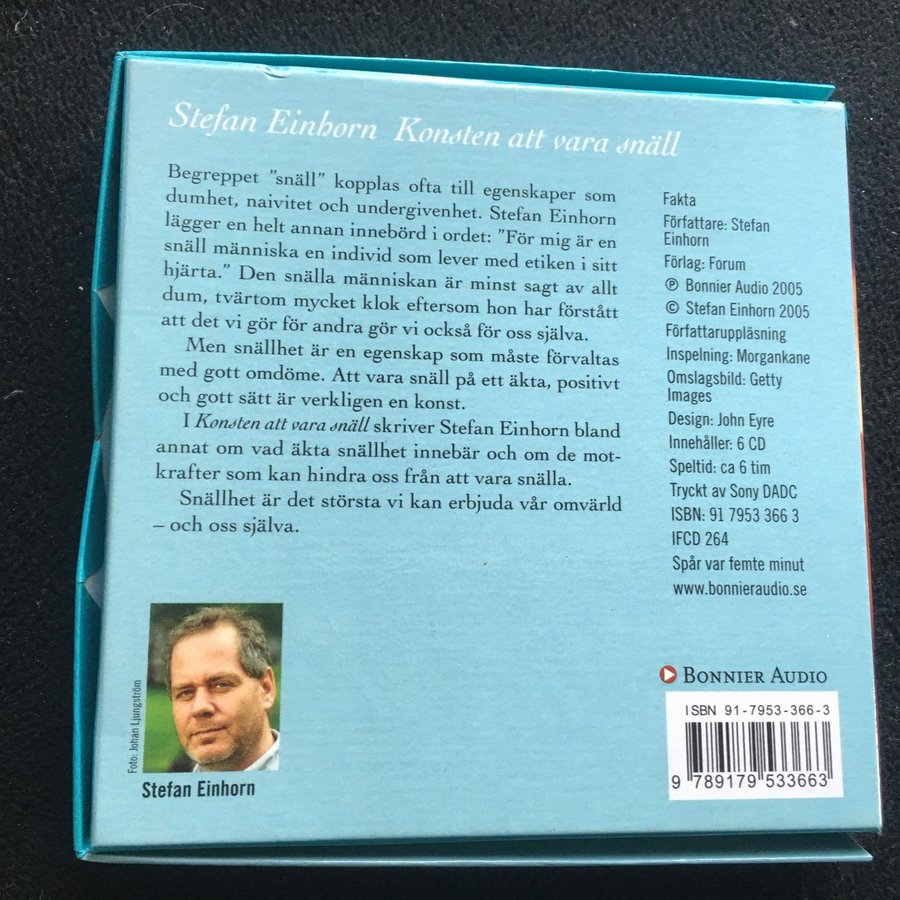 Stefan Einhorn Konsten att vara snäll
Begreppet ”snäll” kopplas ofta till egenskaper som
dumhet, naivitet och undergivenhet. Stefan Einhorn
lägger en helt annan innebörd i ordet: ”För mig är en
snäll människa en individ som lever med etiken i sitt
hjärta.” Den snälla människan är minst sagt av allt
dum, tvärtom mycket klok eftersom hon har förstått
att det vi gör för andra gör vi också för oss själva.
Men snällhet är en egenskap som måste förvaltas
med gott omdöme. Att vara snäll på ett äkta, positivt
och gott sätt är verkligen en konst.
I Konsten att vara snäll skriver Stefan Einhorn bland
annat om vad äkta snällhet innebär och om de mot-
krafter som kan hindra oss från att vara snälla.
Snällhet är det största vi kan erbjuda vår omvärld
– och oss själva.
Fakta
Författare: Stefan
Einhorn
Förlag: Forum
℗ Bonnier Audio 2005
© Stefan Einhorn 2005
Författaruppläsning
Inspelning: Morgankane
Omslagsbild: Getty
Images
Design: John Eyre
Innehåller: 6 CD
Speltid: ca 6 tim
Tryckt av Sony DADC
ISBN: 91 7953 366 3
IFCD 264
Spår var femte minut
www.bonnieraudio.se
Foto: Johan Ljungström
Stefan Einhorn
Bonnier Audio
ISBN 91-7953-366-3
9 789179 533663